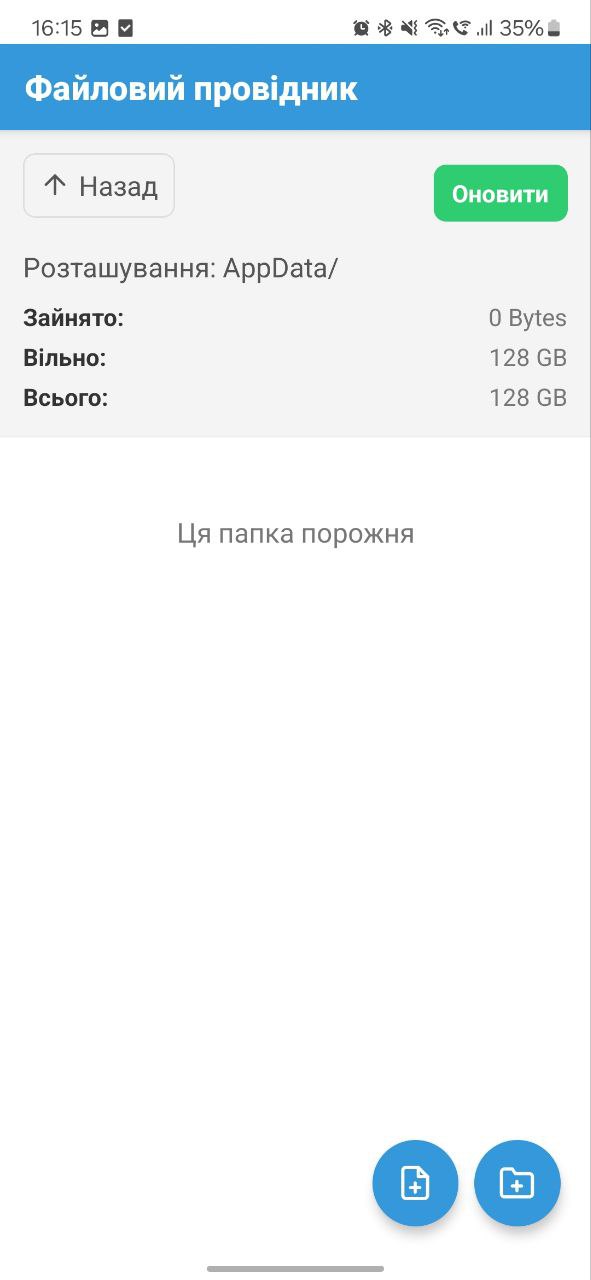 16:15 35%
Файловий провідник
Назад
Оновити
Розташування: AppData/
Зайнято: 0 Bytes
Вільно: 128 GB
Всього: 128 GB
Ця папка порожня